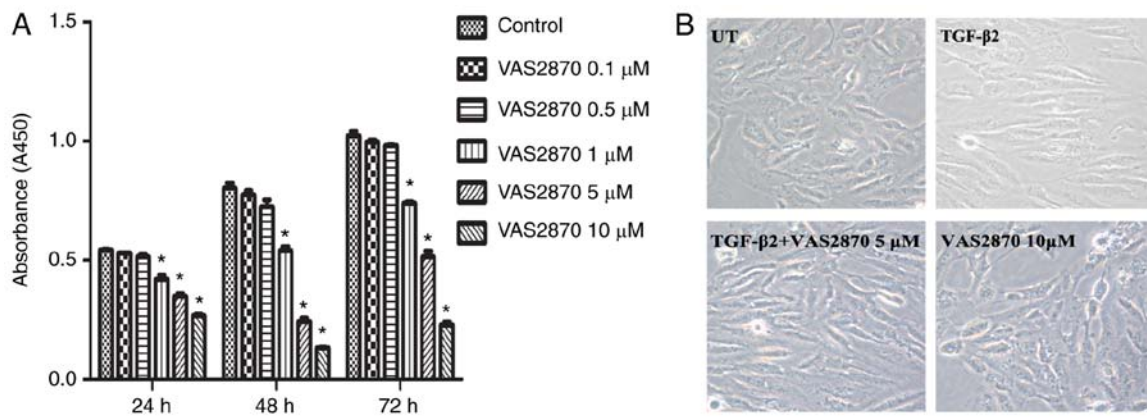 A
1.5
1.0
0.5
0.0
Absorbance (A450)
24 h
48 h
72 h
* * *
* * *
* * *
Control
VAS2870 0.1 μM
VAS2870 0.5 μM
VAS2870 1 μM
VAS2870 5 μM
VAS2870 10 μM
B
UT
TGF-β2
TGF-β2+VAS2870 5 μM
VAS2870 10μM